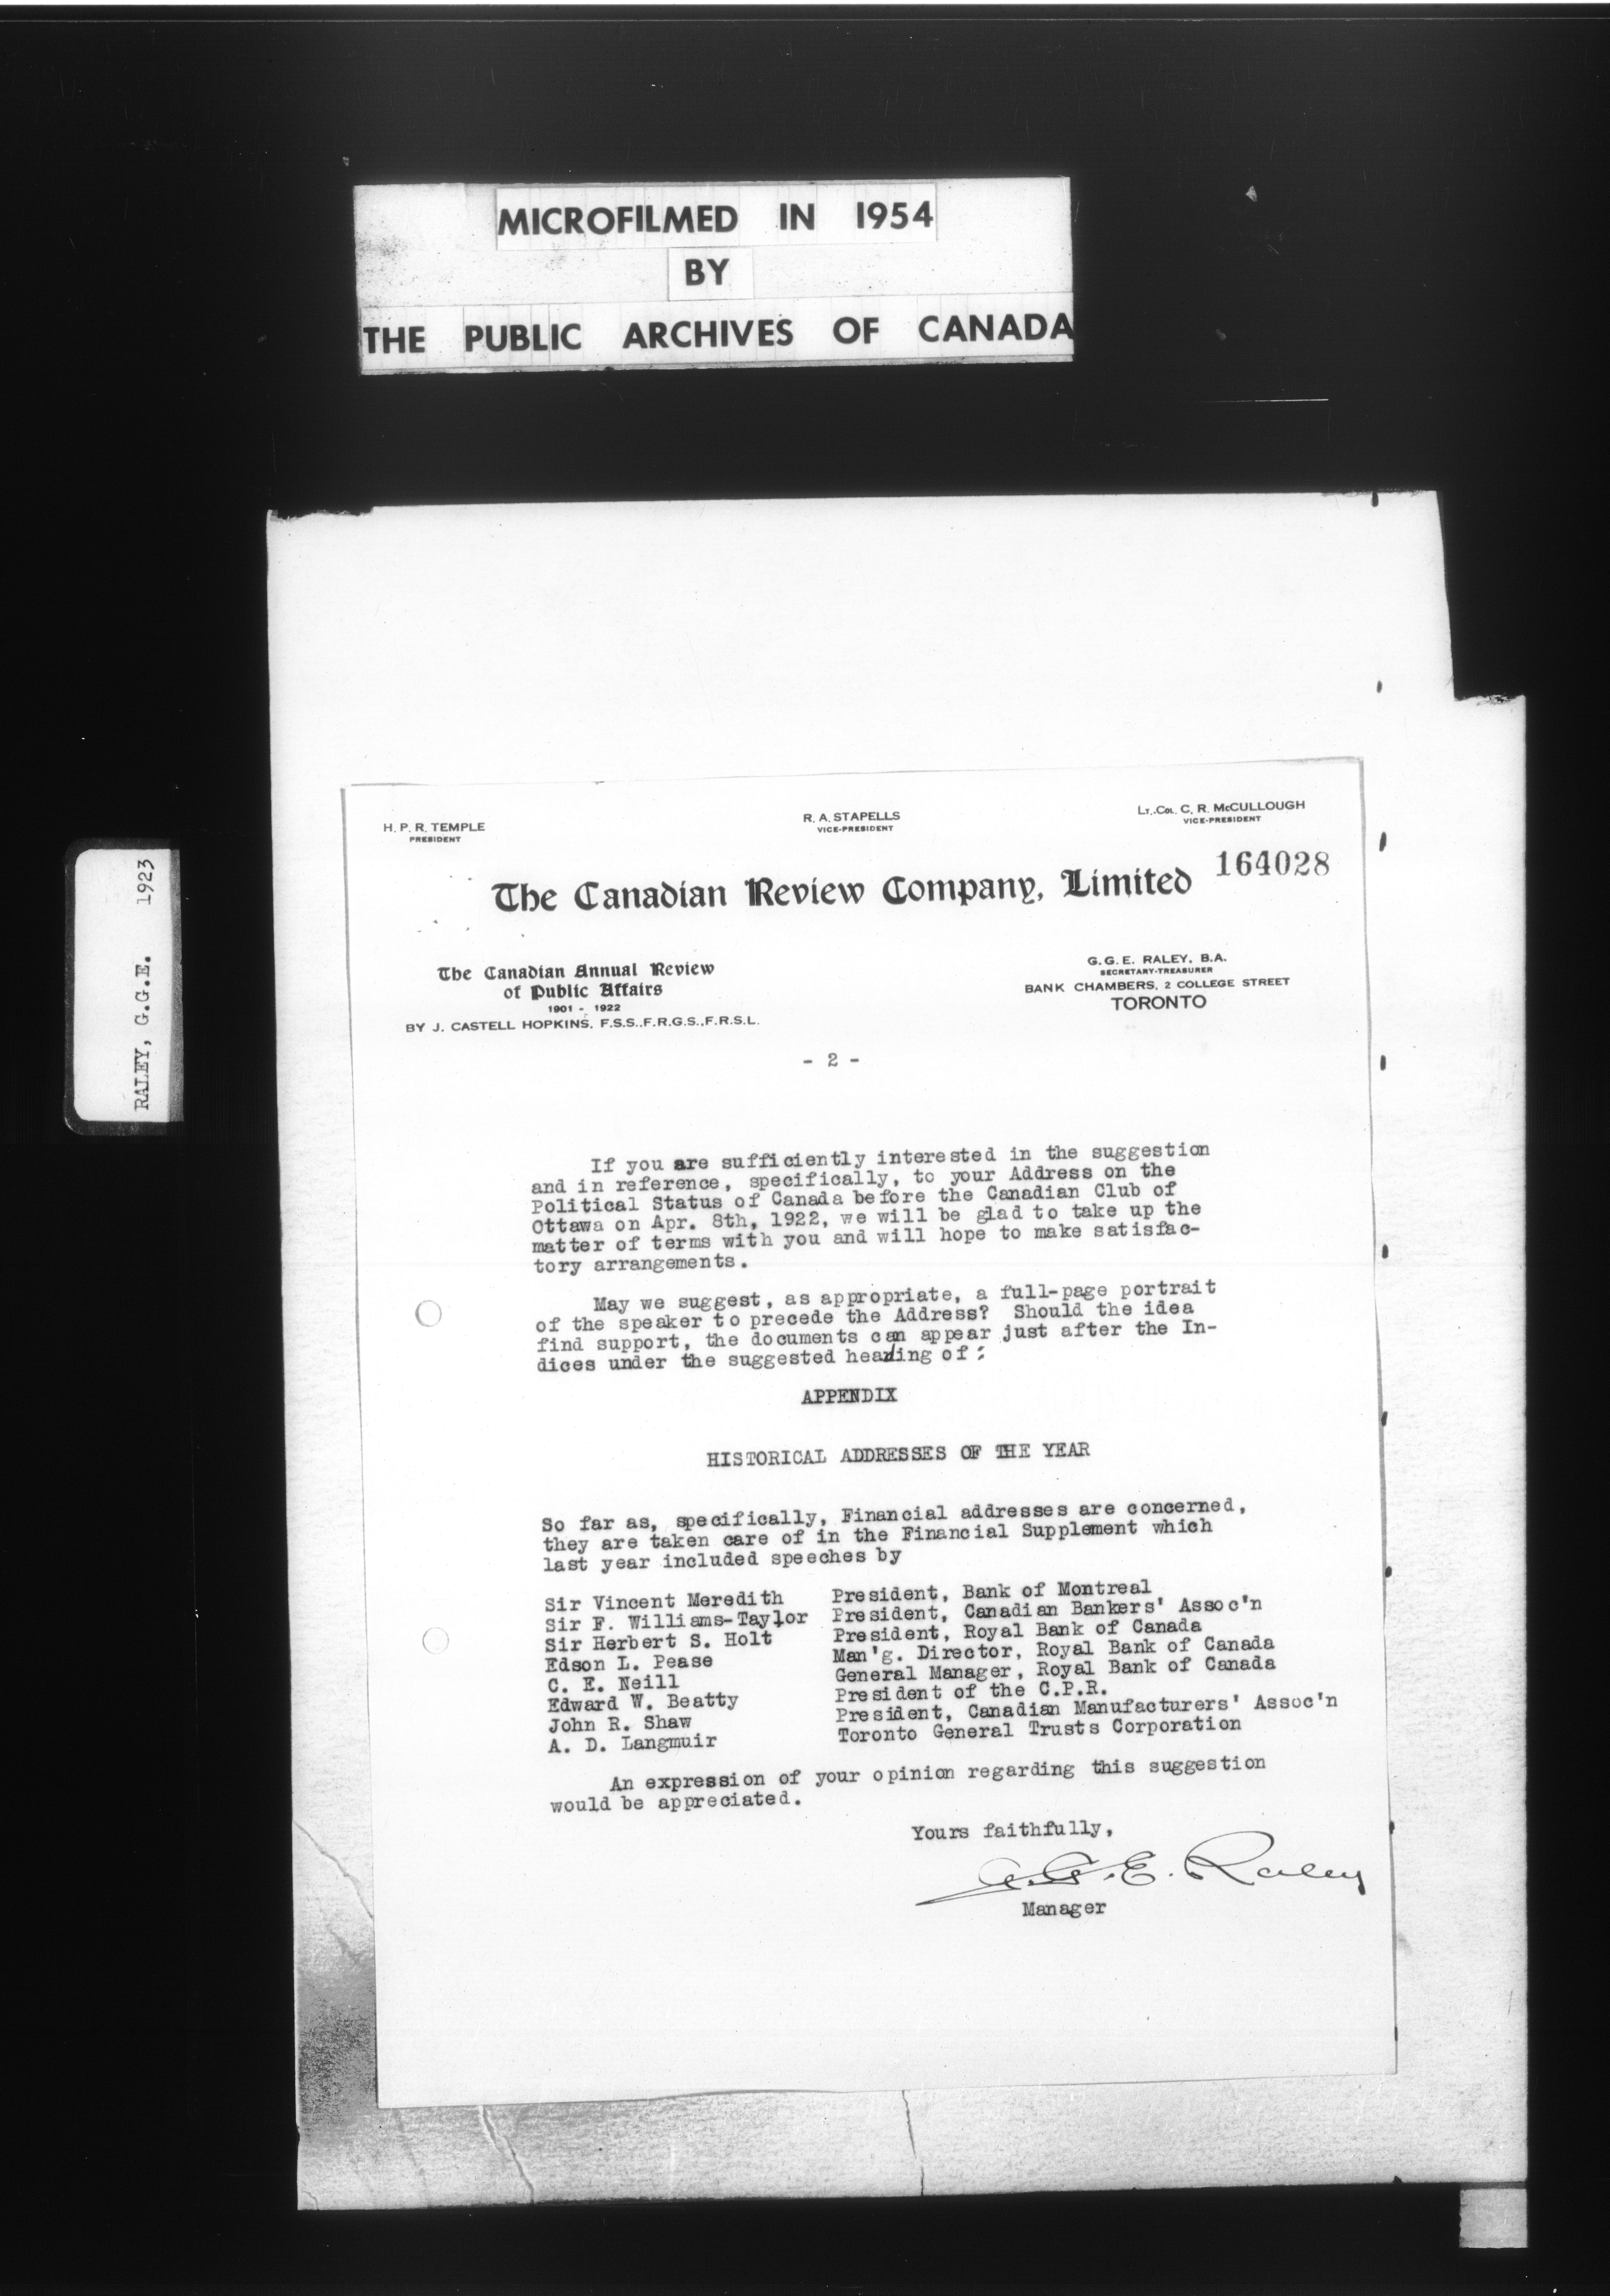 MICROFILMED IN 1954
BY
THE PUBLIC ARCHIVES OF CANADA
RALEY, G.G.E. 1923
H. P. R. TEMPLE
PRESIDENT
R. A. STAPELLS
VICE-PRESIDENT
LT.-COL. C. R. McCULLOUGH
VICE-PRESIDENT
164028
The Canadian Review Company, Limited
The Canadian Annual Review
of Public Affairs
1901 - 1922
BY J. CASTELL HOPKINS, F.S.S., F.R.G.S., F.R.S.L.
G. G. E. RALEY, B.A.
SECRETARY-TREASURER
BANK CHAMBERS, 2 COLLEGE STREET
TORONTO
- 2 -
If you are sufficiently interested in the suggestion
and in reference, specifically, to your Address on the
Political Status of Canada before the Canadian Club of
Ottawa on Apr. 8th, 1922, we will be glad to take up the
matter of terms with you and will hope to make satisfac-
tory arrangements.
May we suggest, as appropriate, a full-page portrait
of the speaker to precede the Address? Should the idea
find support, the documents can appear just after the In-
dices under the suggested heading of :
APPENDIX
HISTORICAL ADDRESSES OF THE YEAR
So far as, specifically, Financial addresses are concerned,
they are taken care of in the Financial Supplement which
last year included speeches by
Sir Vincent Meredith President, Bank of Montreal
Sir F. Williams-Taylor President, Canadian Bankers' Assoc'n
Sir Herbert S. Holt President, Royal Bank of Canada
Edson L. Pease Man'g. Director, Royal Bank of Canada
C. E. Neill General Manager, Royal Bank of Canada
Edward W. Beatty President of the C.P.R.
John R. Shaw President, Canadian Manufacturers' Assoc'n
A. D. Langmuir Toronto General Trusts Corporation
An expression of your opinion regarding this suggestion
would be appreciated.
Yours faithfully,
G.G.E. Raley
Manager